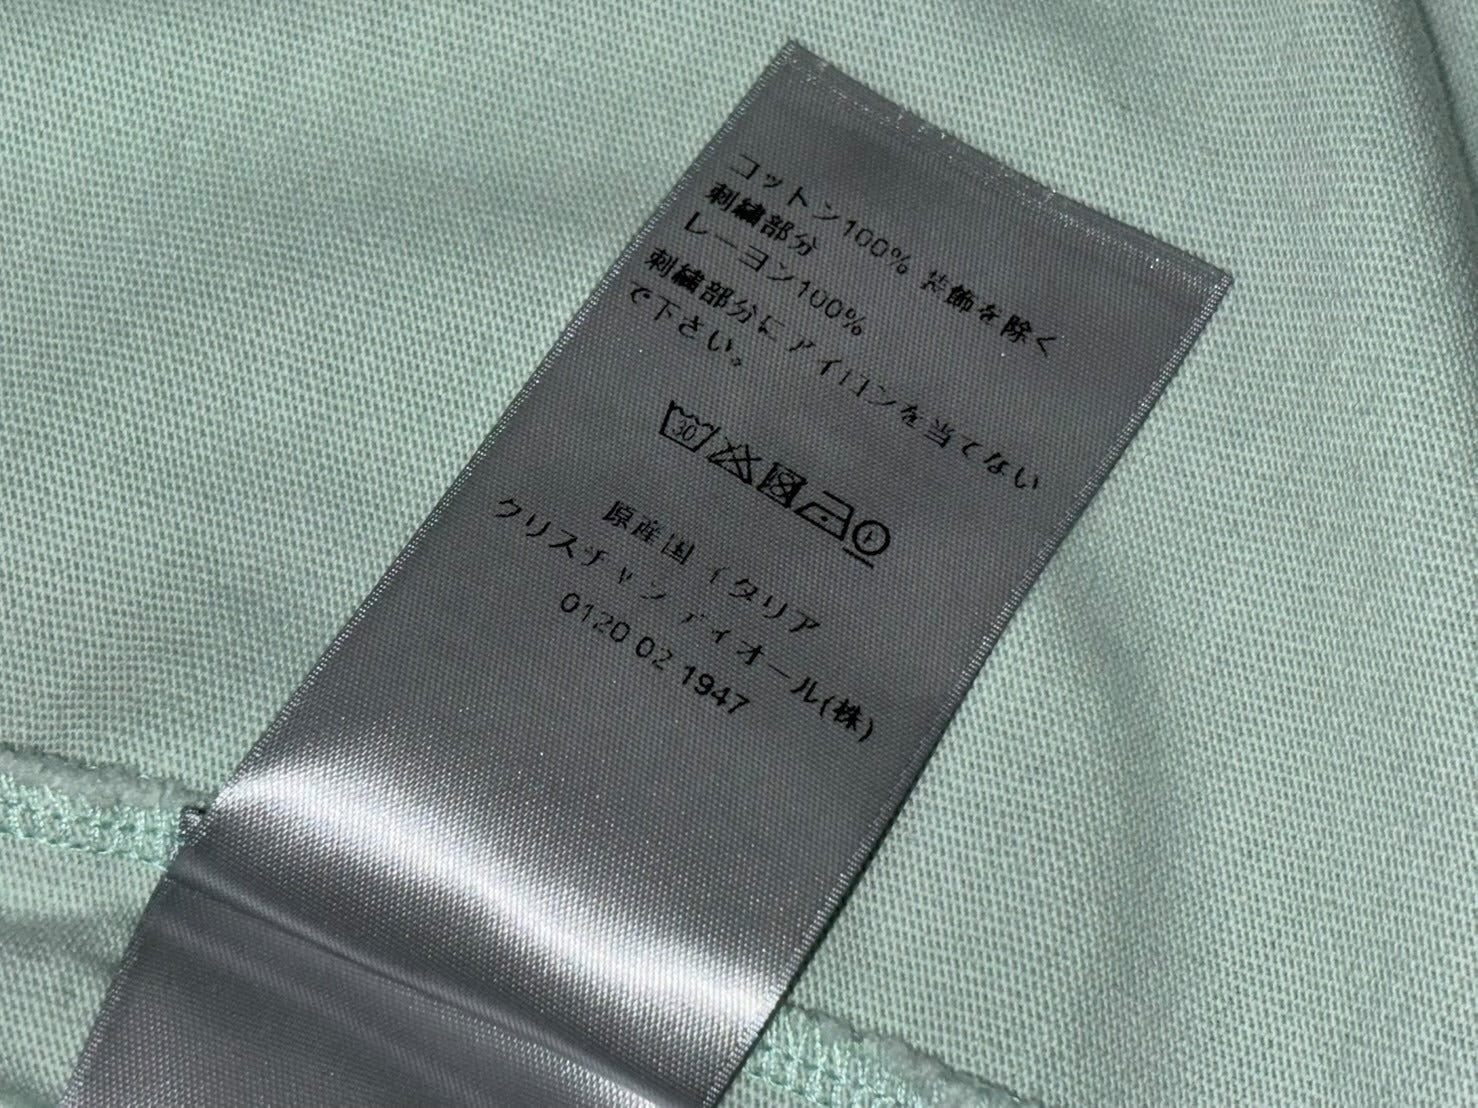 コットン100% 装飾を除く
刺繍部分
レーヨン100%
刺繍部分にアイロンを当てない
で下さい。
30
F
原産国 イタリア
クリスチャン ディオール(株)
0120 02 1947